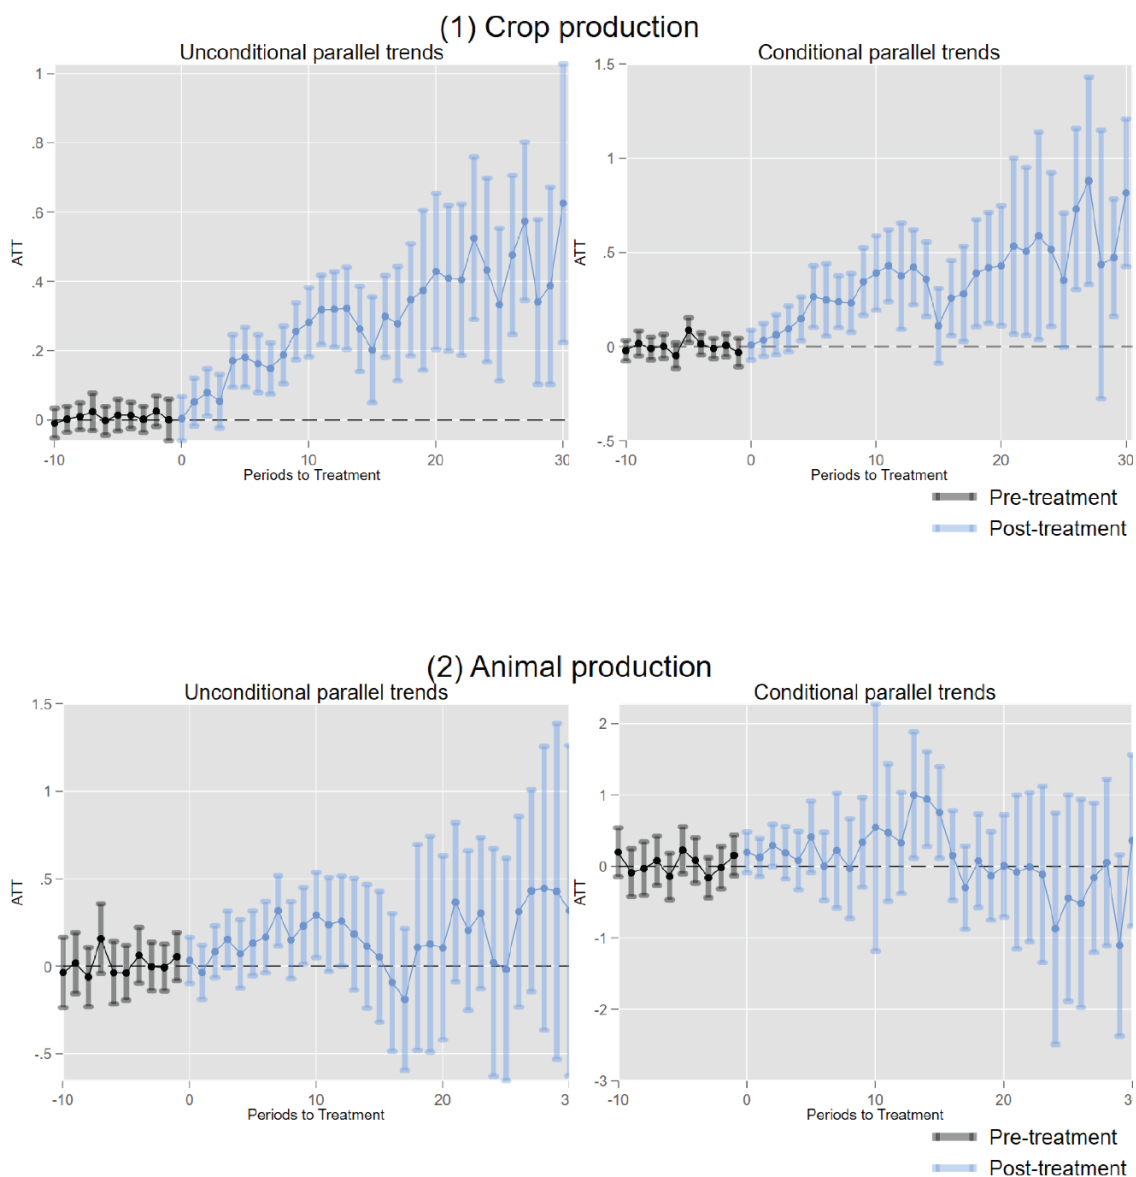 (1) Crop production
Unconditional parallel trends
Conditional parallel trends
1
.8
.6
.4
.2
0
ATT
-10
0
10
20
30
Periods to Treatment
1.5
1
.5
0
-.5
ATT
-10
0
10
20
30
Periods to Treatment
Pre-treatment
Post-treatment
(2) Animal production
Unconditional parallel trends
Conditional parallel trends
1.5
1
.5
0
-.5
ATT
-10
0
10
20
3
Periods to Treatment
2
1
0
-1
-2
-3
ATT
-10
0
10
20
30
Periods to Treatment
Pre-treatment
Post-treatment